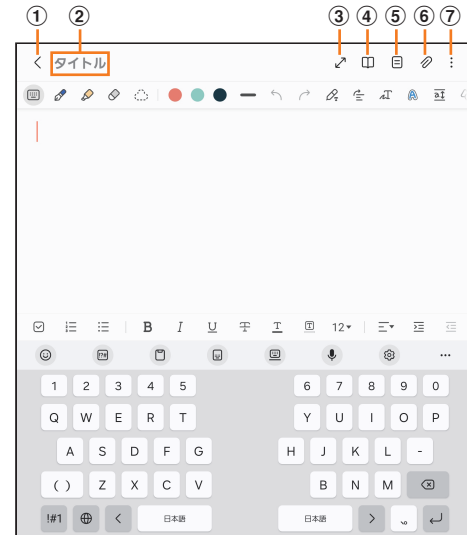 ① ② ③ ④ ⑤ ⑥ ⑦
タイトル
B I U T T T 12
!?#
1 2 3 4 5 6 7 8 9 0
Q W E R T Y U I O P
A S D F G H J K L -
( ) Z X C V B N M
!#1 日本語 日本語